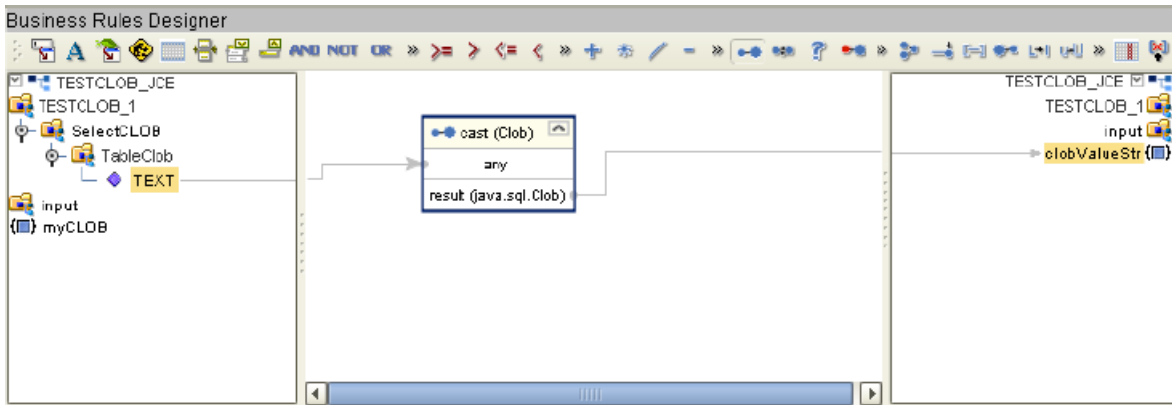 Business Rules Designer
A AND NOT OR » >= > <= < » + / - » ? » »
TESTCLOB_JCE
TESTCLOB_1
SelectCLOB
TableClob
TEXT
input
{} myCLOB
cast (Clob)
any
result (java.sql.Clob)
TESTCLOB_JCE
TESTCLOB_1
input
clobValueStr {}